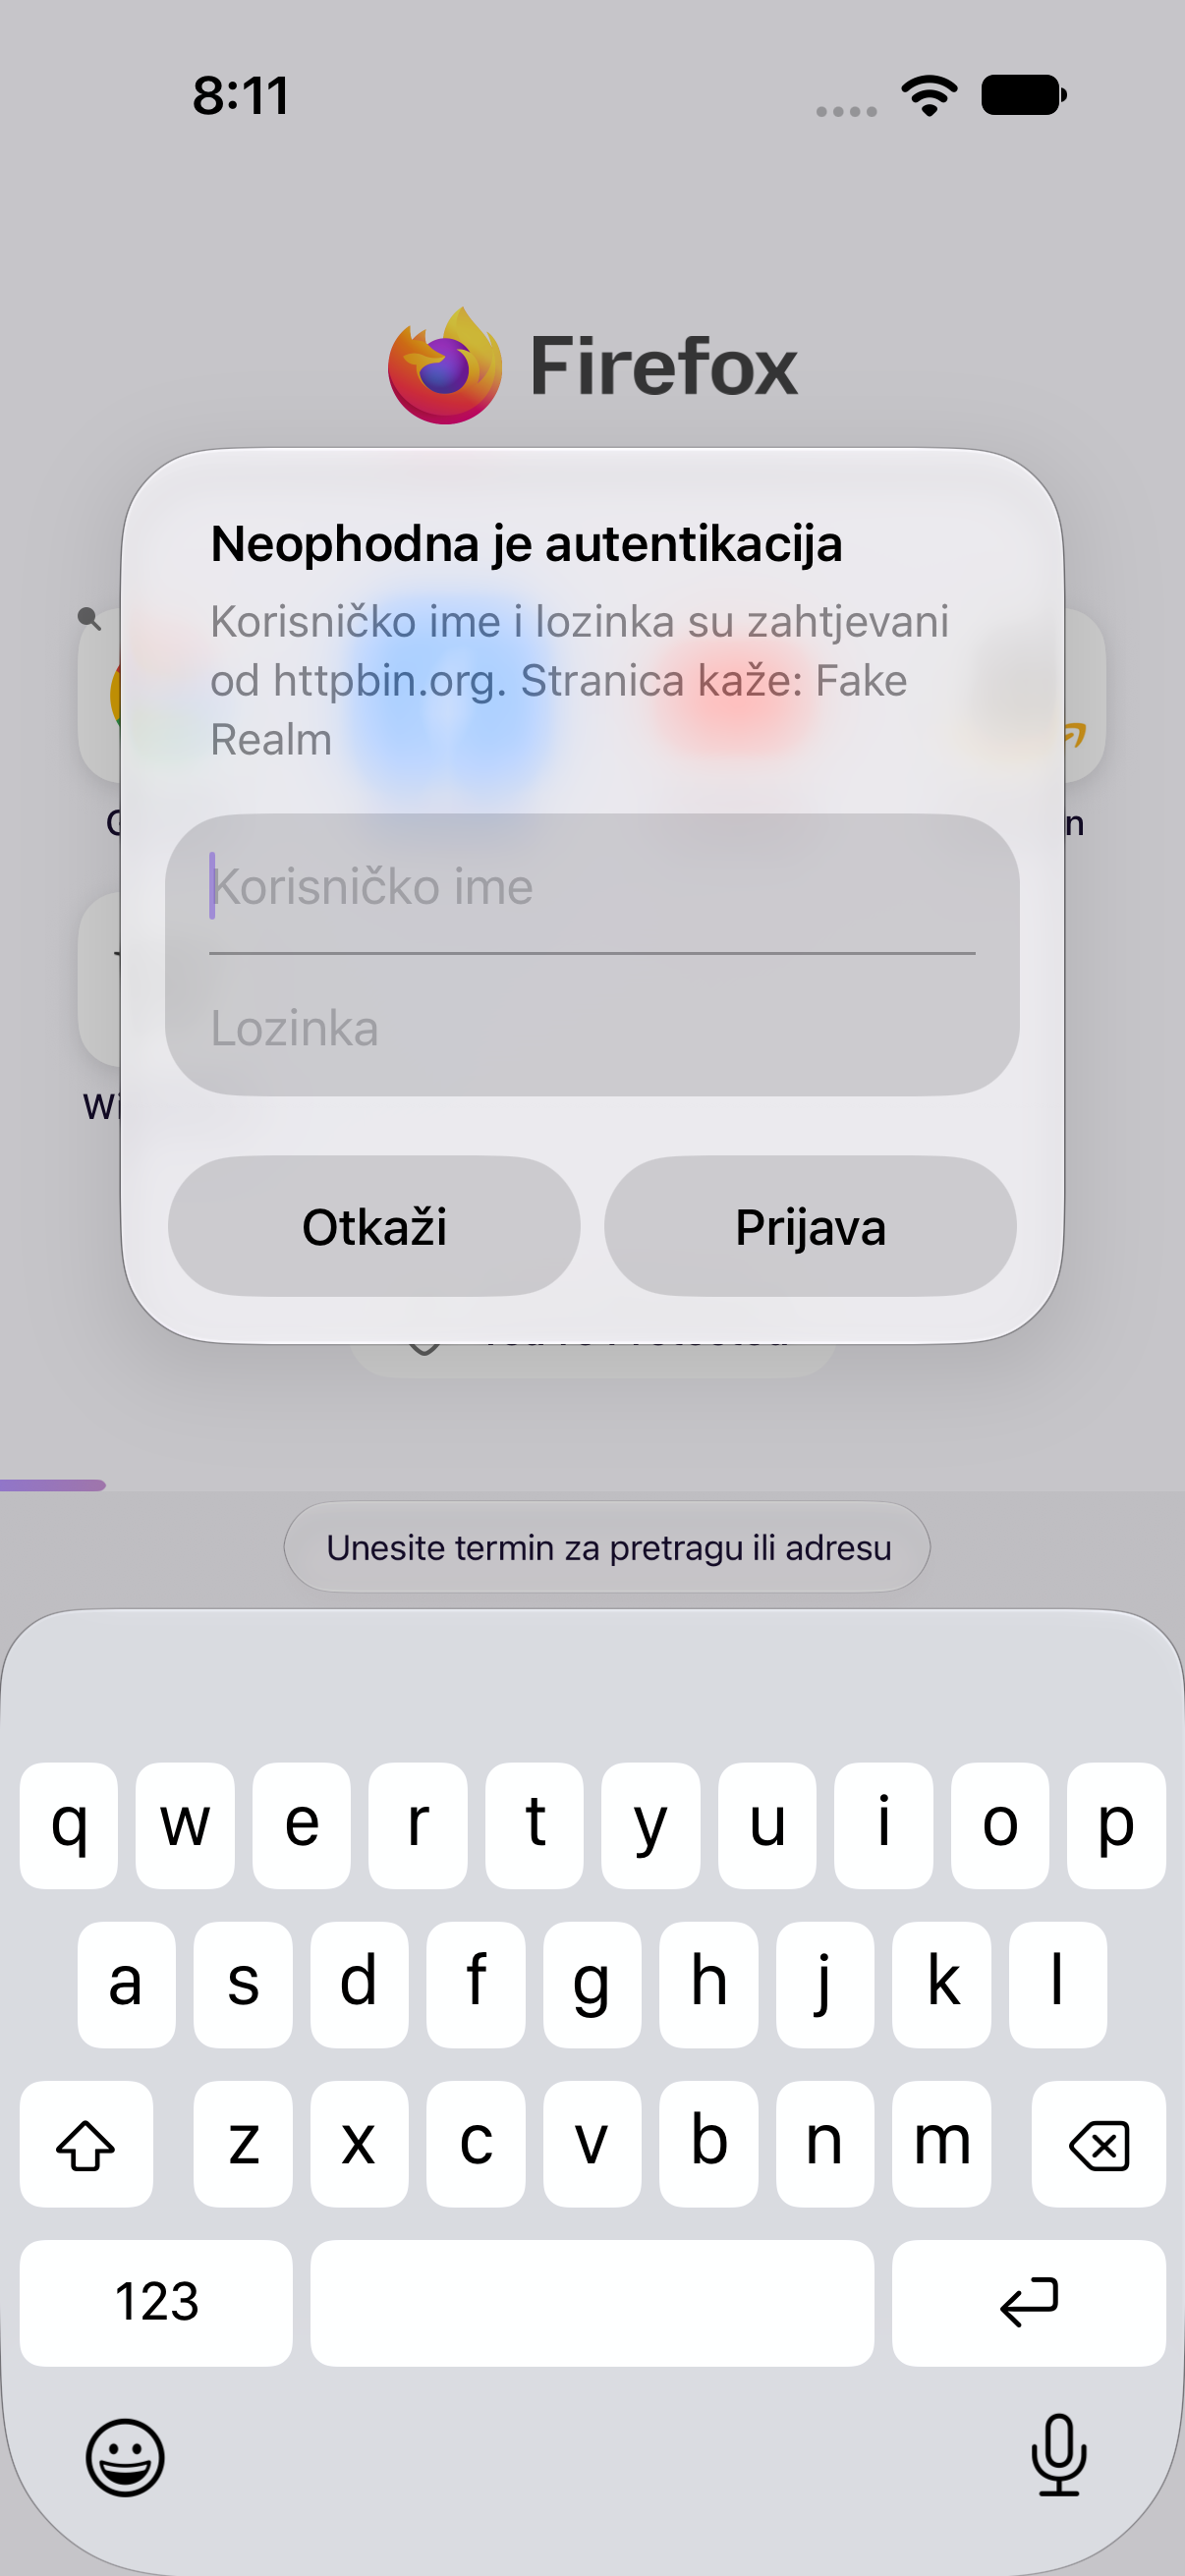 8:11
Firefox
Neophodna je autentikacija
Korisničko ime i lozinka su zahtjevani
od httpbin.org. Stranica kaže: Fake
Realm
Korisničko ime
Lozinka
Otkaži
Prijava
Unesite termin za pretragu ili adresu
q w e r t y u i o p
a s d f g h j k l
z x c v b n m
123